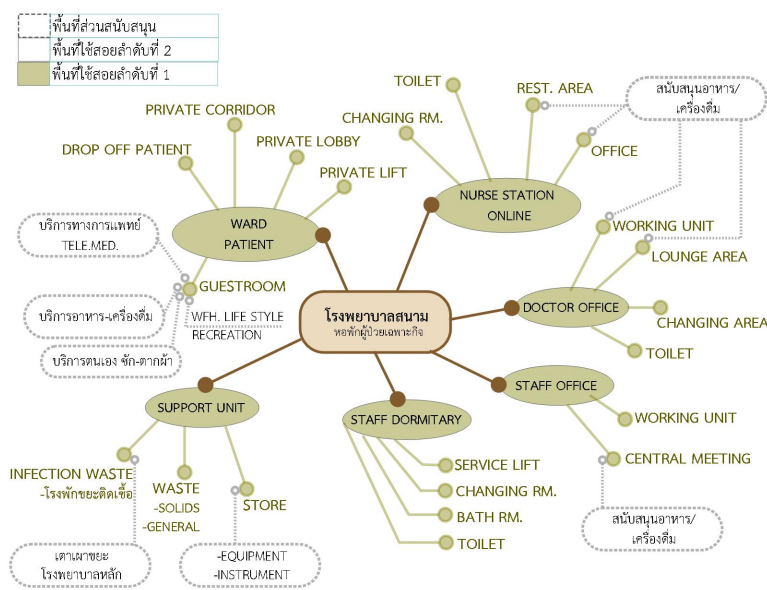 พื้นที่ส่วนสนับสนุน
พื้นที่ใช้สอยลำดับที่ 2
พื้นที่ใช้สอยลำดับที่ 1
TOILET
REST. AREA
สนับสนุนอาหาร/
เครื่องดื่ม
PRIVATE CORRIDOR
CHANGING RM.
DROP OFF PATIENT
PRIVATE LOBBY
OFFICE
PRIVATE LIFT
NURSE STATION
ONLINE
WARD
PATIENT
บริการทางการแพทย์
TELE.MED.
WORKING UNIT
LOUNGE AREA
GUESTROOM
บริการอาหาร-เครื่องดื่ม
WFH. LIFE STYLE
RECREATION
โรงพยาบาลสนาม
หอพักผู้ป่วยเฉพาะกิจ
DOCTOR OFFICE
CHANGING AREA
บริการตนเอง ซัก-ตากผ้า
TOILET
STAFF OFFICE
SUPPORT UNIT
STAFF DORMITARY
WORKING UNIT
CENTRAL MEETING
INFECTION WASTE
-โรงพักขยะติดเชื้อ
WASTE
-SOLIDS
-GENERAL
STORE
SERVICE LIFT
CHANGING RM.
BATH RM.
TOILET
สนับสนุนอาหาร/
เครื่องดื่ม
เตาเผาขยะ
โรงพยาบาลหลัก
-EQUIPMENT
-INSTRUMENT